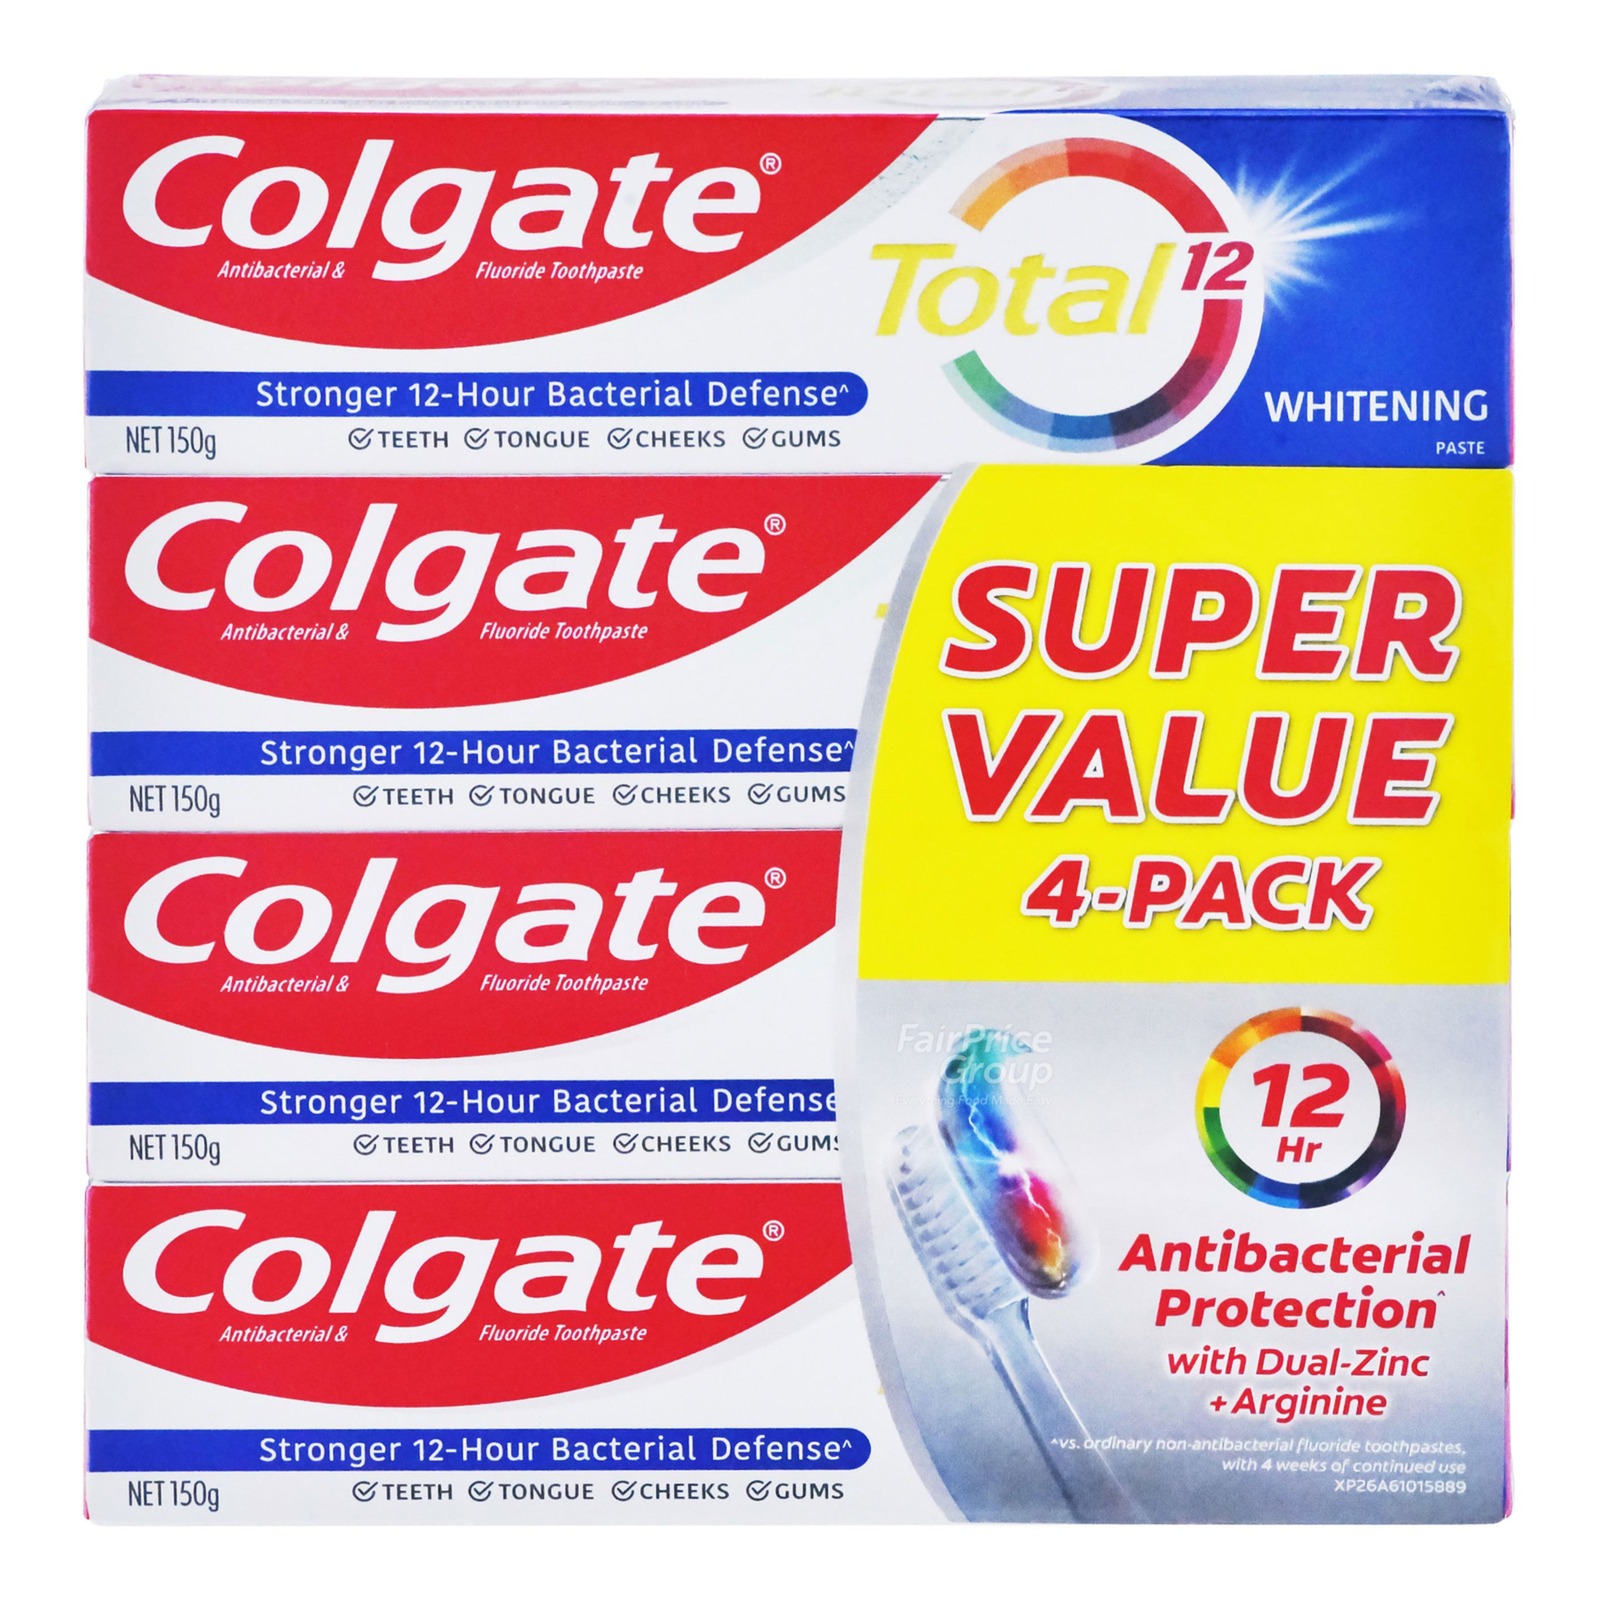 Colgate®
Antibacterial & Fluoride Toothpaste
Total 12
Stronger 12-Hour Bacterial Defense^
WHITENING
NET 150g TEETH TONGUE CHEEKS GUMS
PASTE
Colgate®
Antibacterial & Fluoride Toothpaste
Stronger 12-Hour Bacterial Defense^
NET 150g TEETH TONGUE CHEEKS GUMS
SUPER
VALUE
4-PACK
Colgate®
Antibacterial & Fluoride Toothpaste
Stronger 12-Hour Bacterial Defense
NET 150g TEETH TONGUE CHEEKS GUMS
FairPrice
Group
Everything Food Made Easy
12
Hr
Colgate®
Antibacterial & Fluoride Toothpaste
Stronger 12-Hour Bacterial Defense^
NET 150g TEETH TONGUE CHEEKS GUMS
Antibacterial
Protection^
with Dual-Zinc
+Arginine
^vs. ordinary non-antibacterial fluoride toothpastes,
with 4 weeks of continued use
XP26A61015889